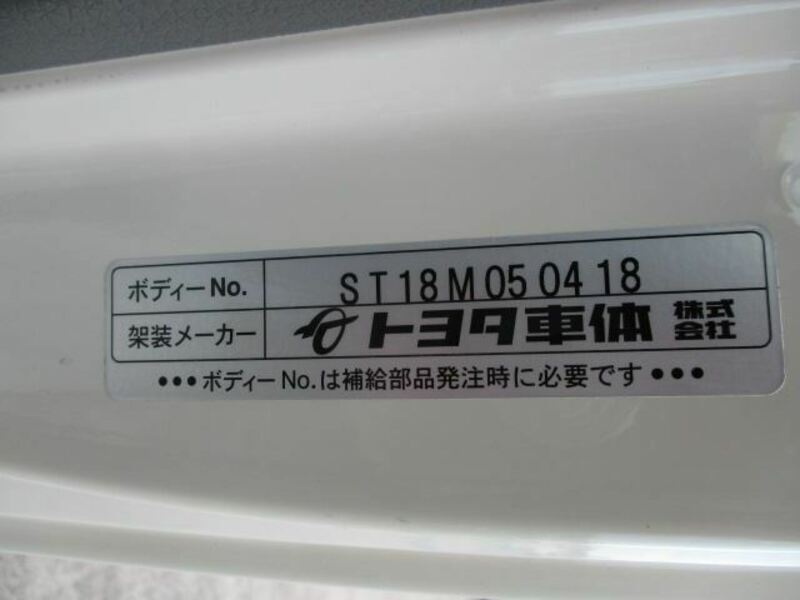 ボディーNo. ST18M050418
架装メーカー トヨタ車体 株式会社
•••ボディーNo.は補給部品発注時に必要です•••